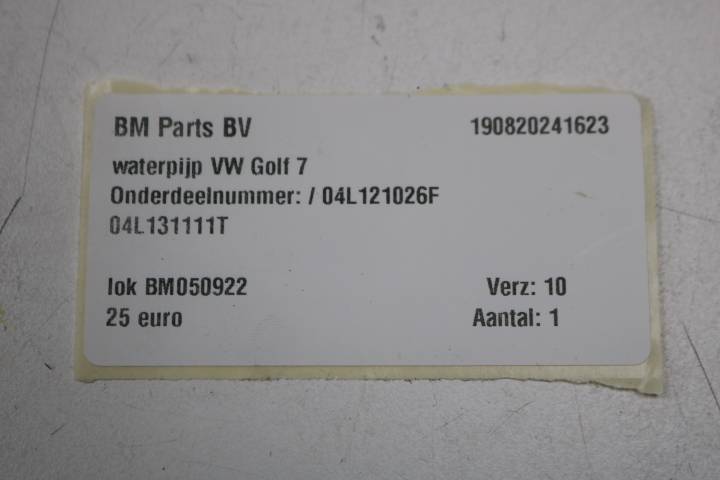 BM Parts BV 190820241623
waterpijp VW Golf 7
Onderdeelnummer: / 04L121026F
04L131111T
lok BM050922 Verz: 10
25 euro Aantal: 1